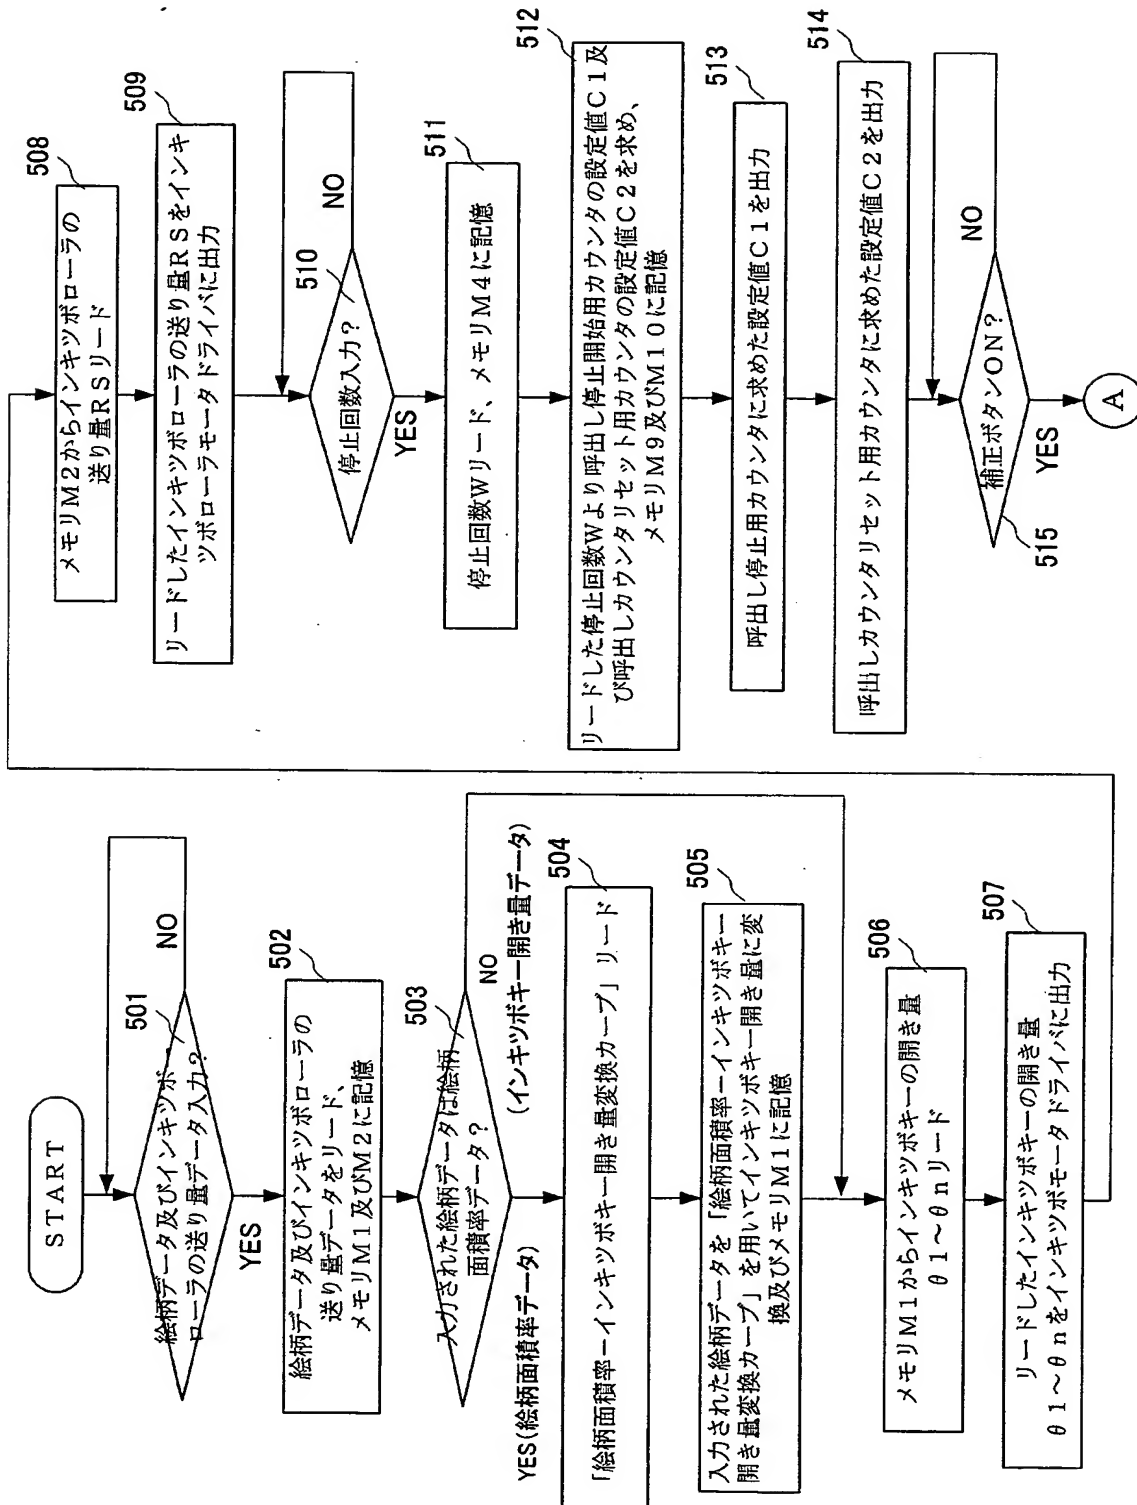 START
絵柄データ及びインキツボ
ローラの送り量データ入力?
501
NO
YES
絵柄データ及びインキツボローラの
送り量データをリード、
メモリM1及びM2に記憶
502
入力された絵柄データは絵柄
面積率データ?
503
NO
(インキツボキー開き量データ)
YES(絵柄面積率データ)
「絵柄面積率−インキツボキー開き量変換カーブ」リード
504
入力された絵柄データを「絵柄面積率−インキツボキー
開き量変換カーブ」を用いてインキツボキー開き量に変
換及びメモリM1に記憶
505
メモリM1からインキツボキーの開き量
θ1~θnリード
506
リードしたインキツボキーの開き量
θ1~θnをインキツボモータドライバに出力
507
メモリM2からインキツボローラの
送り量RSリード
508
リードしたインキツボローラの送り量RSをインキ
ツボローラモータドライバに出力
509
停止回数入力?
510
NO
YES
停止回数Wリード、メモリM4に記憶
511
リードした停止回数Wより呼出し停止開始用カウンタの設定値C1及
び呼出しカウンタリセット用カウンタの設定値C2を求め、
メモリM9及びM10に記憶
512
呼出し停止用カウンタに求めた設定値C1を出力
513
呼出しカウンタリセット用カウンタに求めた設定値C2を出力
514
補正ボタンON?
515
NO
YES
A